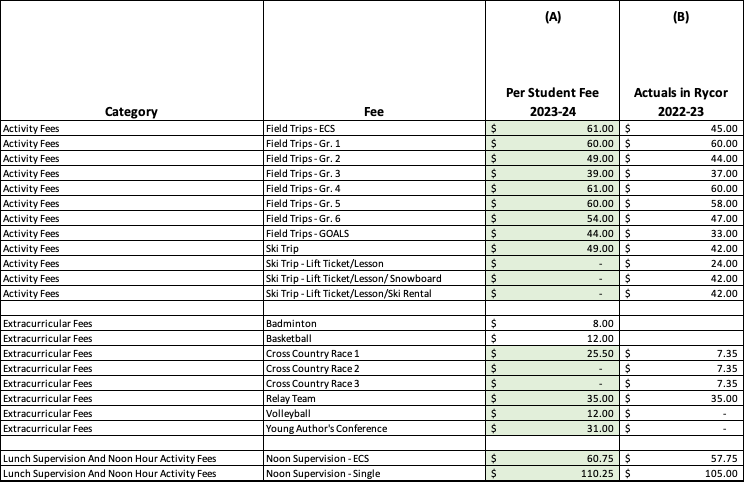 (A) (B)
Per Student Fee Actuals in Rycor
Category Fee 2023-24 2022-23
Activity Fees Field Trips - ECS $ 61.00 $ 45.00
Activity Fees Field Trips - Gr. 1 $ 60.00 $ 60.00
Activity Fees Field Trips - Gr. 2 $ 49.00 $ 44.00
Activity Fees Field Trips - Gr. 3 $ 39.00 $ 37.00
Activity Fees Field Trips - Gr. 4 $ 61.00 $ 60.00
Activity Fees Field Trips - Gr. 5 $ 60.00 $ 58.00
Activity Fees Field Trips - Gr. 6 $ 54.00 $ 47.00
Activity Fees Field Trips - GOALS $ 44.00 $ 33.00
Activity Fees Ski Trip $ 49.00 $ 42.00
Activity Fees Ski Trip - Lift Ticket/Lesson $ - $ 24.00
Activity Fees Ski Trip - Lift Ticket/Lesson/ Snowboard $ - $ 42.00
Activity Fees Ski Trip - Lift Ticket/Lesson/Ski Rental $ - $ 42.00
Extracurricular Fees Badminton $ 8.00
Extracurricular Fees Basketball $ 12.00
Extracurricular Fees Cross Country Race 1 $ 25.50 $ 7.35
Extracurricular Fees Cross Country Race 2 $ - $ 7.35
Extracurricular Fees Cross Country Race 3 $ - $ 7.35
Extracurricular Fees Relay Team $ 35.00 $ 35.00
Extracurricular Fees Volleyball $ 12.00 $ -
Extracurricular Fees Young Author's Conference $ 31.00 $ -
Lunch Supervision And Noon Hour Activity Fees Noon Supervision - ECS $ 60.75 $ 57.75
Lunch Supervision And Noon Hour Activity Fees Noon Supervision - Single $ 110.25 $ 105.00